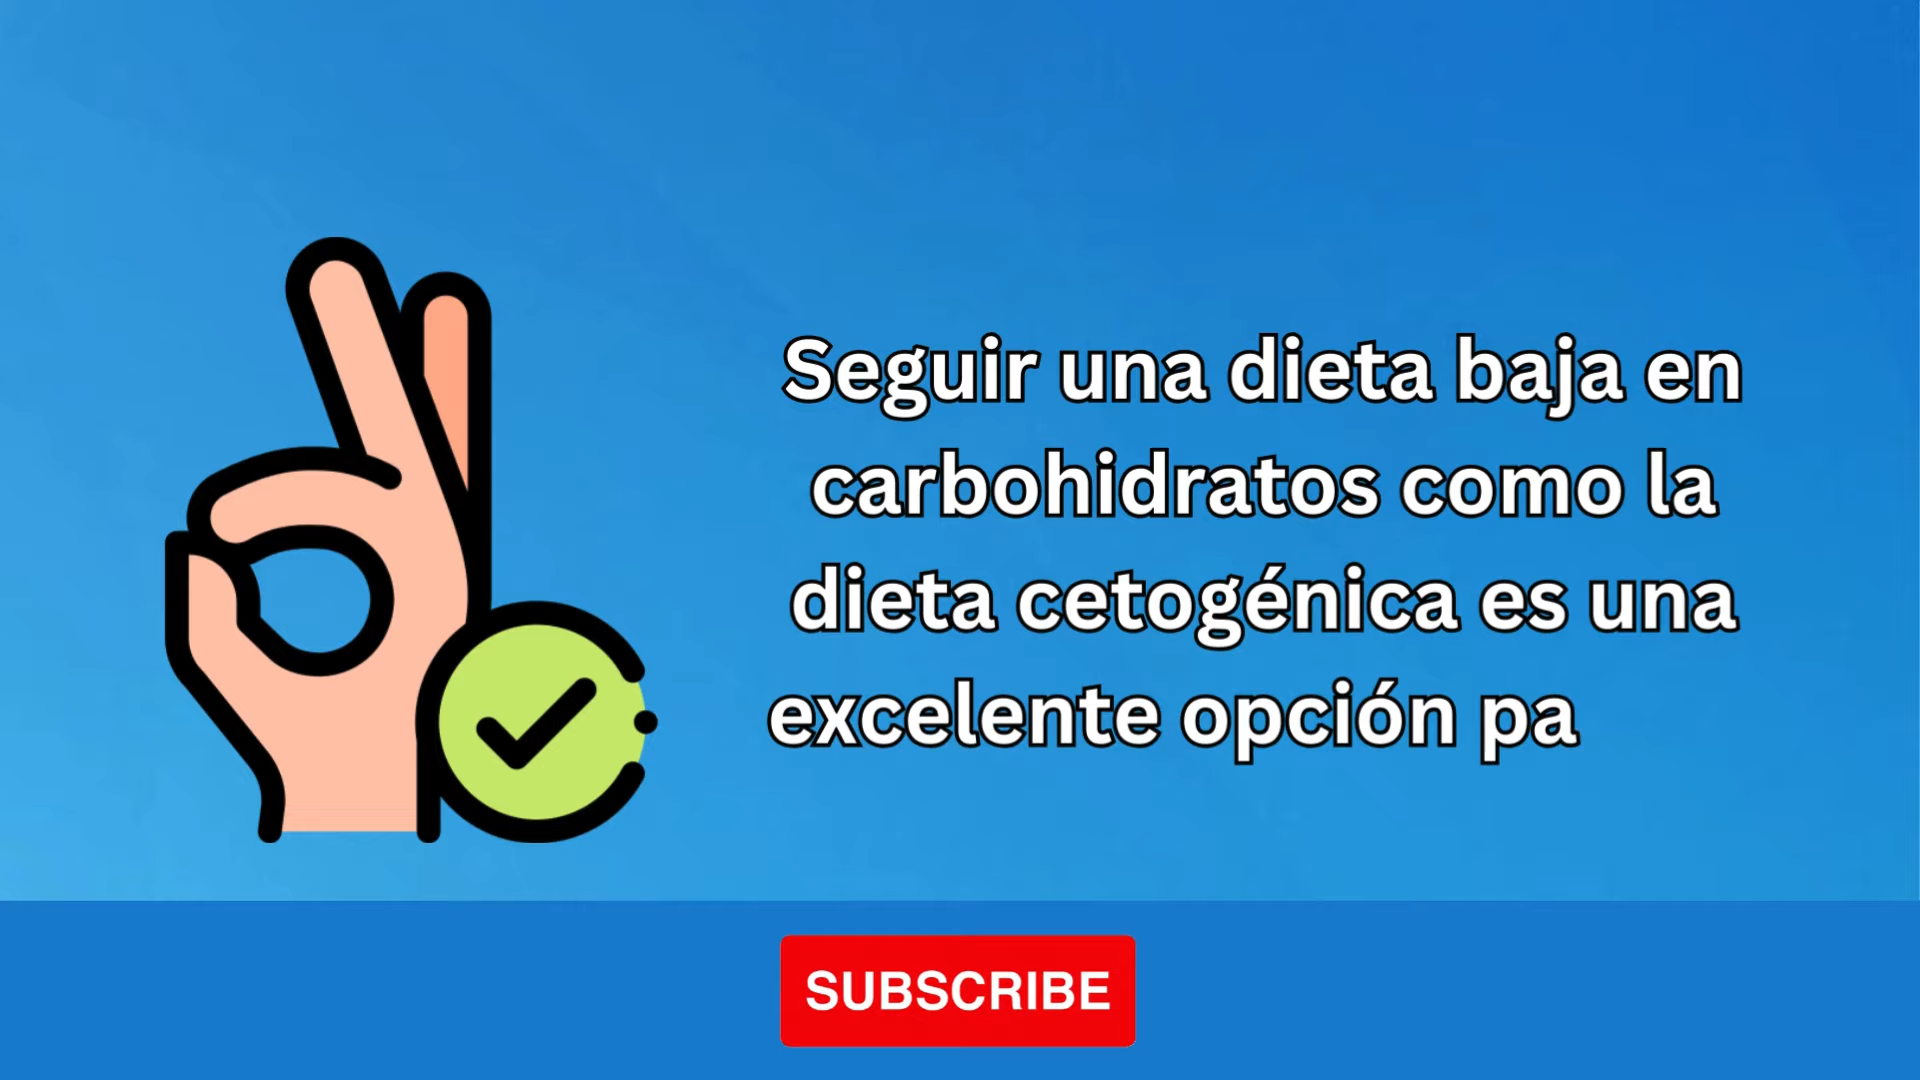 Seguir una dieta baja en
carbohidratos como la
dieta cetogénica es una
excelente opción pa
SUBSCRIBE